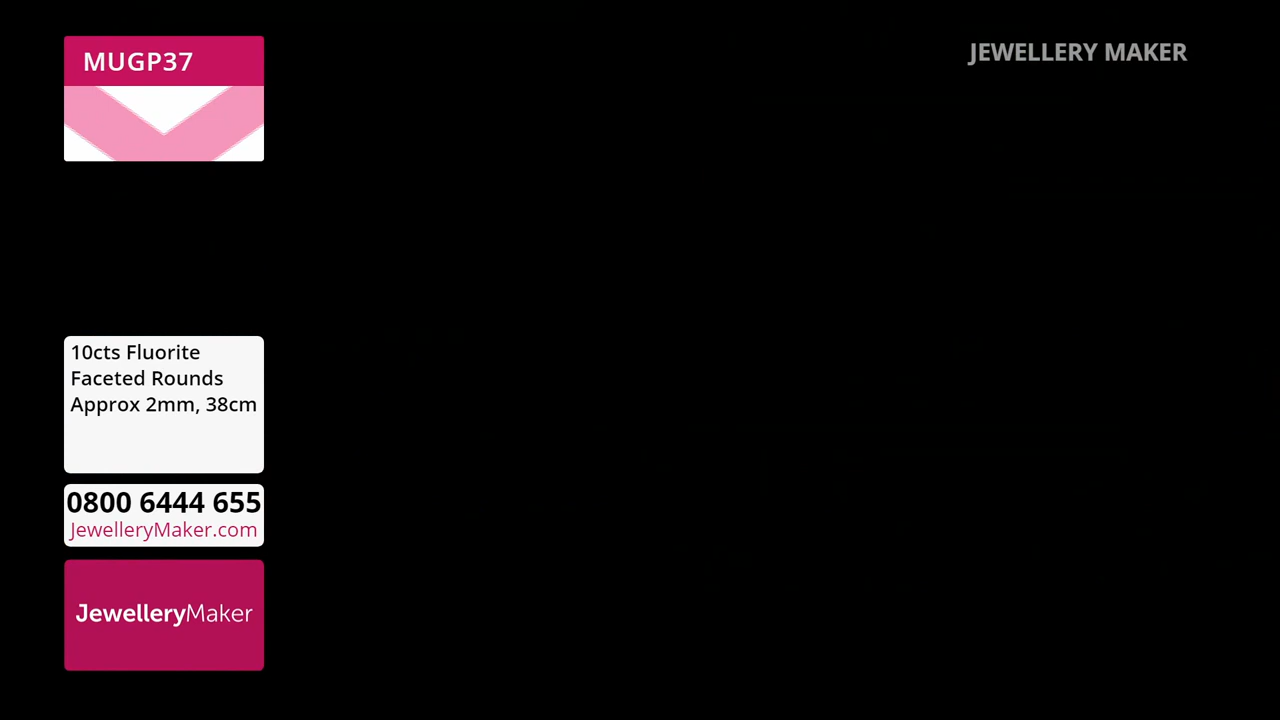 MUGP37
JEWELLERY MAKER
10cts Fluorite
Faceted Rounds
Approx 2mm, 38cm
0800 6444 655
JewelleryMaker.com
JewelleryMaker